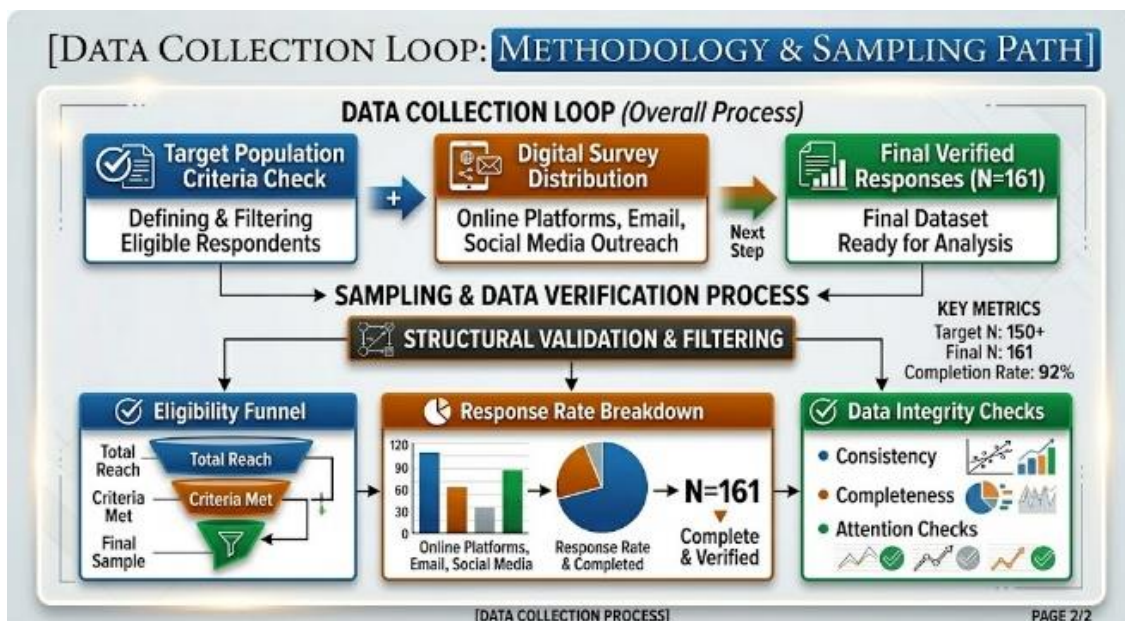 [DATA COLLECTION LOOP: METHODOLOGY & SAMPLING PATH]
DATA COLLECTION LOOP (Overall Process)
Target Population
Criteria Check
Defining & Filtering
Eligible Respondents
+
Digital Survey
Distribution
Online Platforms, Email,
Social Media Outreach
Next
Step
Final Verified
Responses (N=161)
Final Dataset
Ready for Analysis
SAMPLING & DATA VERIFICATION PROCESS
KEY METRICS
Target N: 150+
Final N: 161
Completion Rate: 92%
STRUCTURAL VALIDATION & FILTERING
Eligibility Funnel
Total
Reach
Total Reach
Criteria
Met
Criteria Met
Final
Sample
Response Rate Breakdown
120
90
60
30
0
Online Platforms,
Email, Social Media
Response Rate
& Completed
N=161
Complete
& Verified
Data Integrity Checks
• Consistency
• Completeness
• Attention Checks
[DATA COLLECTION PROCESS]
PAGE 2/2